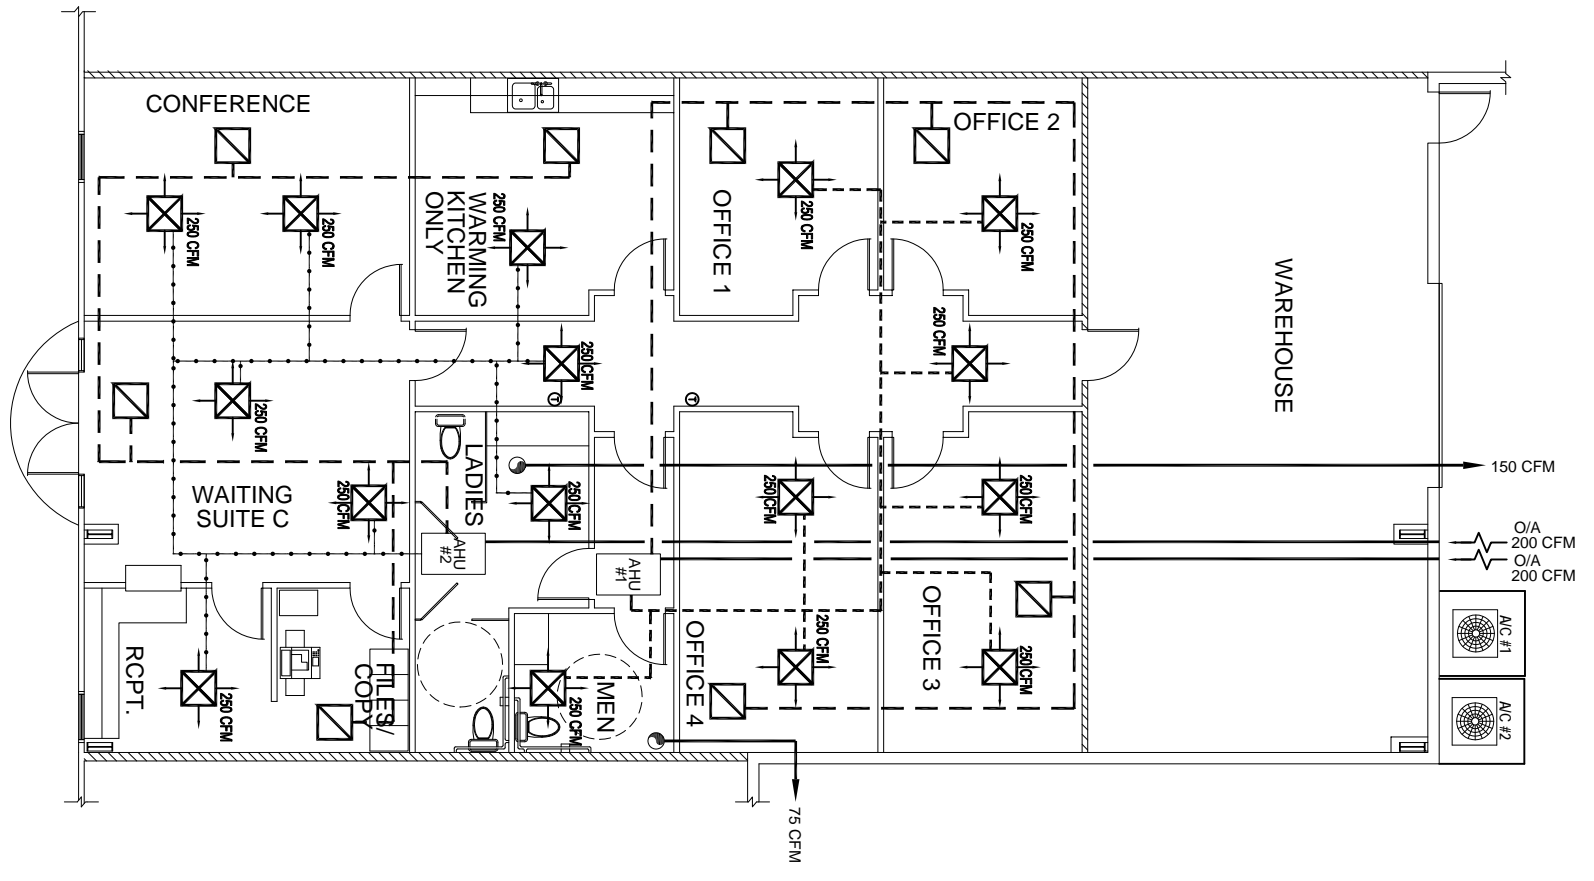 CONFERENCE
OFFICE 2
250 CFM
250 CFM
WARMING
KITCHEN
ONLY
250 CFM
OFFICE 1
250 CFM
250 CFM
WAREHOUSE
250 CFM
250 CFM
250 CFM
T
T
WAITING
SUITE C
250 CFM
LADIES
250 CFM
250 CFM
250 CFM
150 CFM
AHU
#2
AHU
#1
O/A
200 CFM
O/A
200 CFM
RCPT.
250 CFM
FILES/
COPY
MEN
250 CFM
OFFICE 4
250 CFM
OFFICE 3
250 CFM
A/C #1
A/C #2
75 CFM